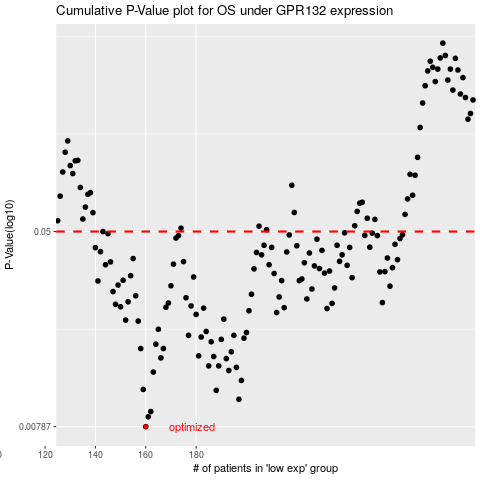 Cumulative P-Value plot for OS under GPR132 expression
P-Value(log10)
0.05
0.00787
optimized
0
120
140
160
180
# of patients in 'low exp' group